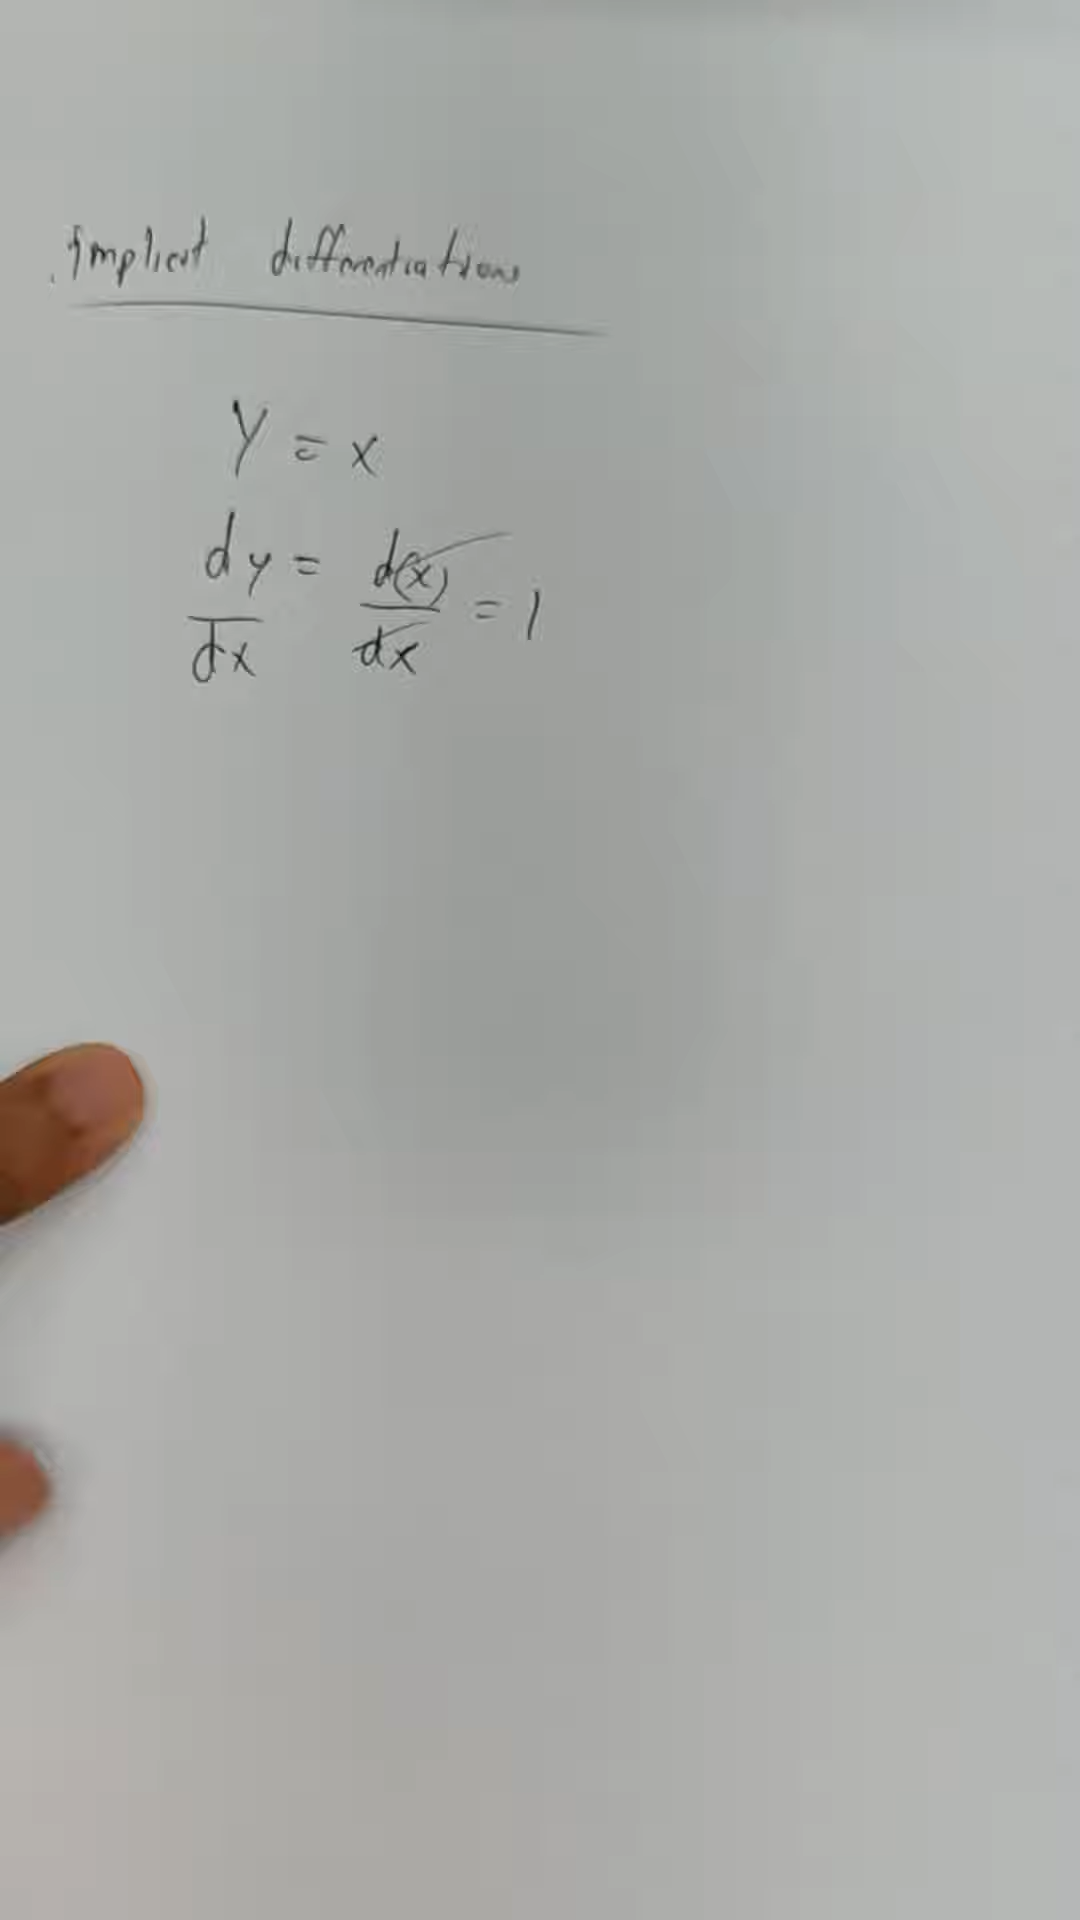 Implicit differentiations
y = x
dy/dx = d(x)/dx = 1